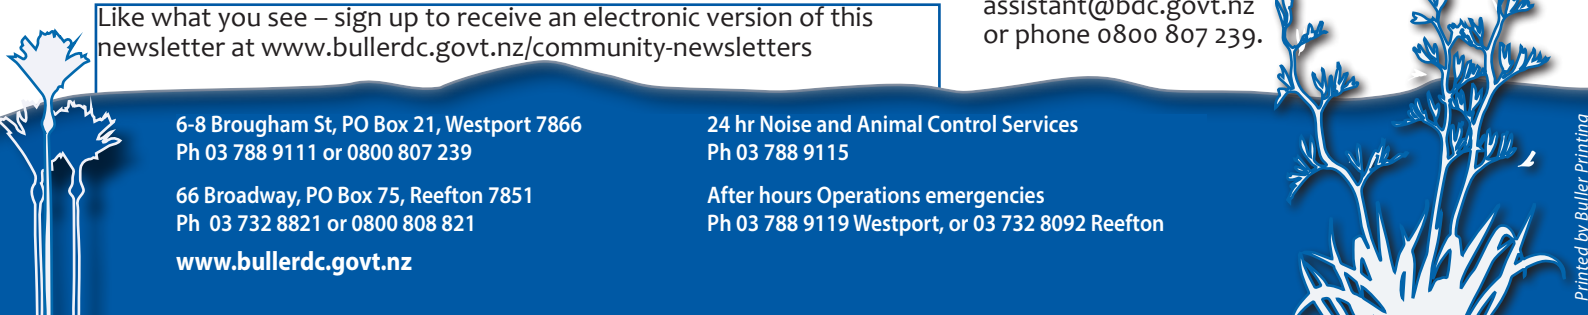 Like what you see – sign up to receive an electronic version of this
newsletter at www.bullerdc.govt.nz/community-newsletters
assistant@bdc.govt.nz
or phone 0800 807 239.
6-8 Brougham St, PO Box 21, Westport 7866
Ph 03 788 9111 or 0800 807 239
66 Broadway, PO Box 75, Reefton 7851
Ph 03 732 8821 or 0800 808 821
www.bullerdc.govt.nz
24 hr Noise and Animal Control Services
Ph 03 788 9115
After hours Operations emergencies
Ph 03 788 9119 Westport, or 03 732 8092 Reefton
Printed by Buller Printing